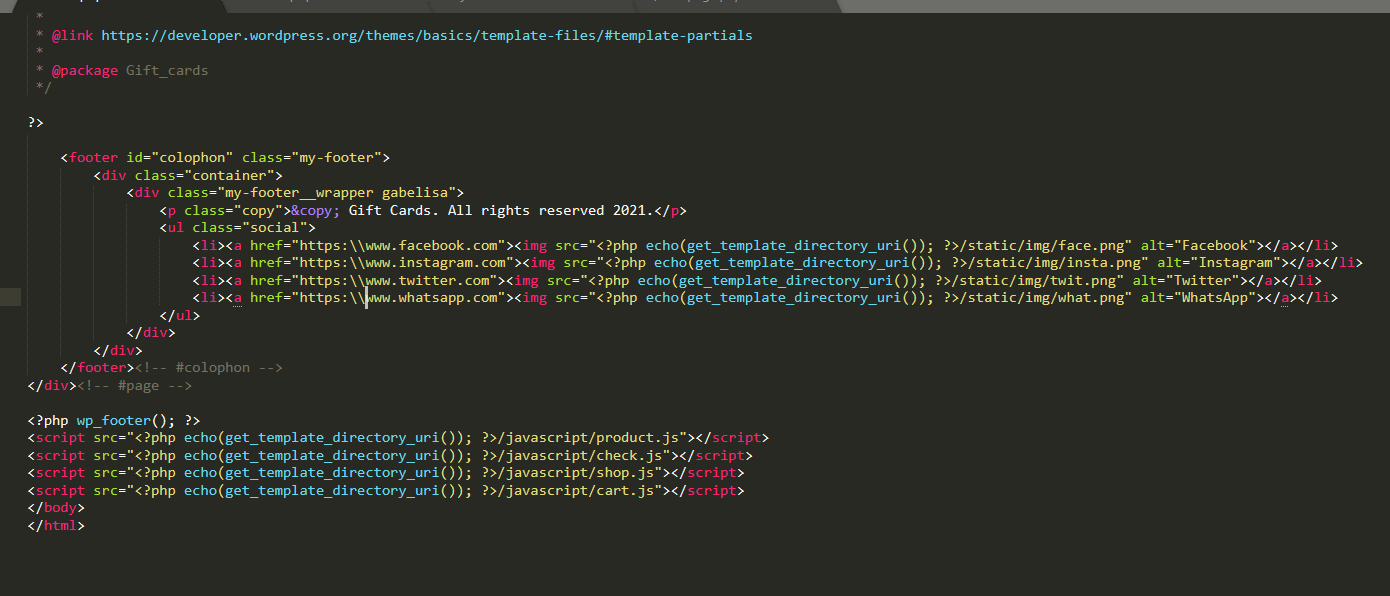 *
 * @link https://developer.wordpress.org/themes/basics/template-files/#template-partials
 *
 * @package Gift_cards
 */

?>

    <footer id="colophon" class="my-footer">
        <div class="container">
            <div class="my-footer__wrapper gabelisa">
                <p class="copy">&copy; Gift Cards. All rights reserved 2021.</p>
                <ul class="social">
                    <li><a href="https:\\www.facebook.com"><img src="<?php echo(get_template_directory_uri()); ?>/static/img/face.png" alt="Facebook"></a></li>
                    <li><a href="https:\\www.instagram.com"><img src="<?php echo(get_template_directory_uri()); ?>/static/img/insta.png" alt="Instagram"></a></li>
                    <li><a href="https:\\www.twitter.com"><img src="<?php echo(get_template_directory_uri()); ?>/static/img/twit.png" alt="Twitter"></a></li>
                    <li><a href="https:\\www.whatsapp.com"><img src="<?php echo(get_template_directory_uri()); ?>/static/img/what.png" alt="WhatsApp"></a></li>
                </ul>
            </div>
        </div>
    </footer><!-- #colophon -->
</div><!-- #page -->

<?php wp_footer(); ?>
<script src="<?php echo(get_template_directory_uri()); ?>/javascript/product.js"></script>
<script src="<?php echo(get_template_directory_uri()); ?>/javascript/check.js"></script>
<script src="<?php echo(get_template_directory_uri()); ?>/javascript/shop.js"></script>
<script src="<?php echo(get_template_directory_uri()); ?>/javascript/cart.js"></script>
</body>
</html>